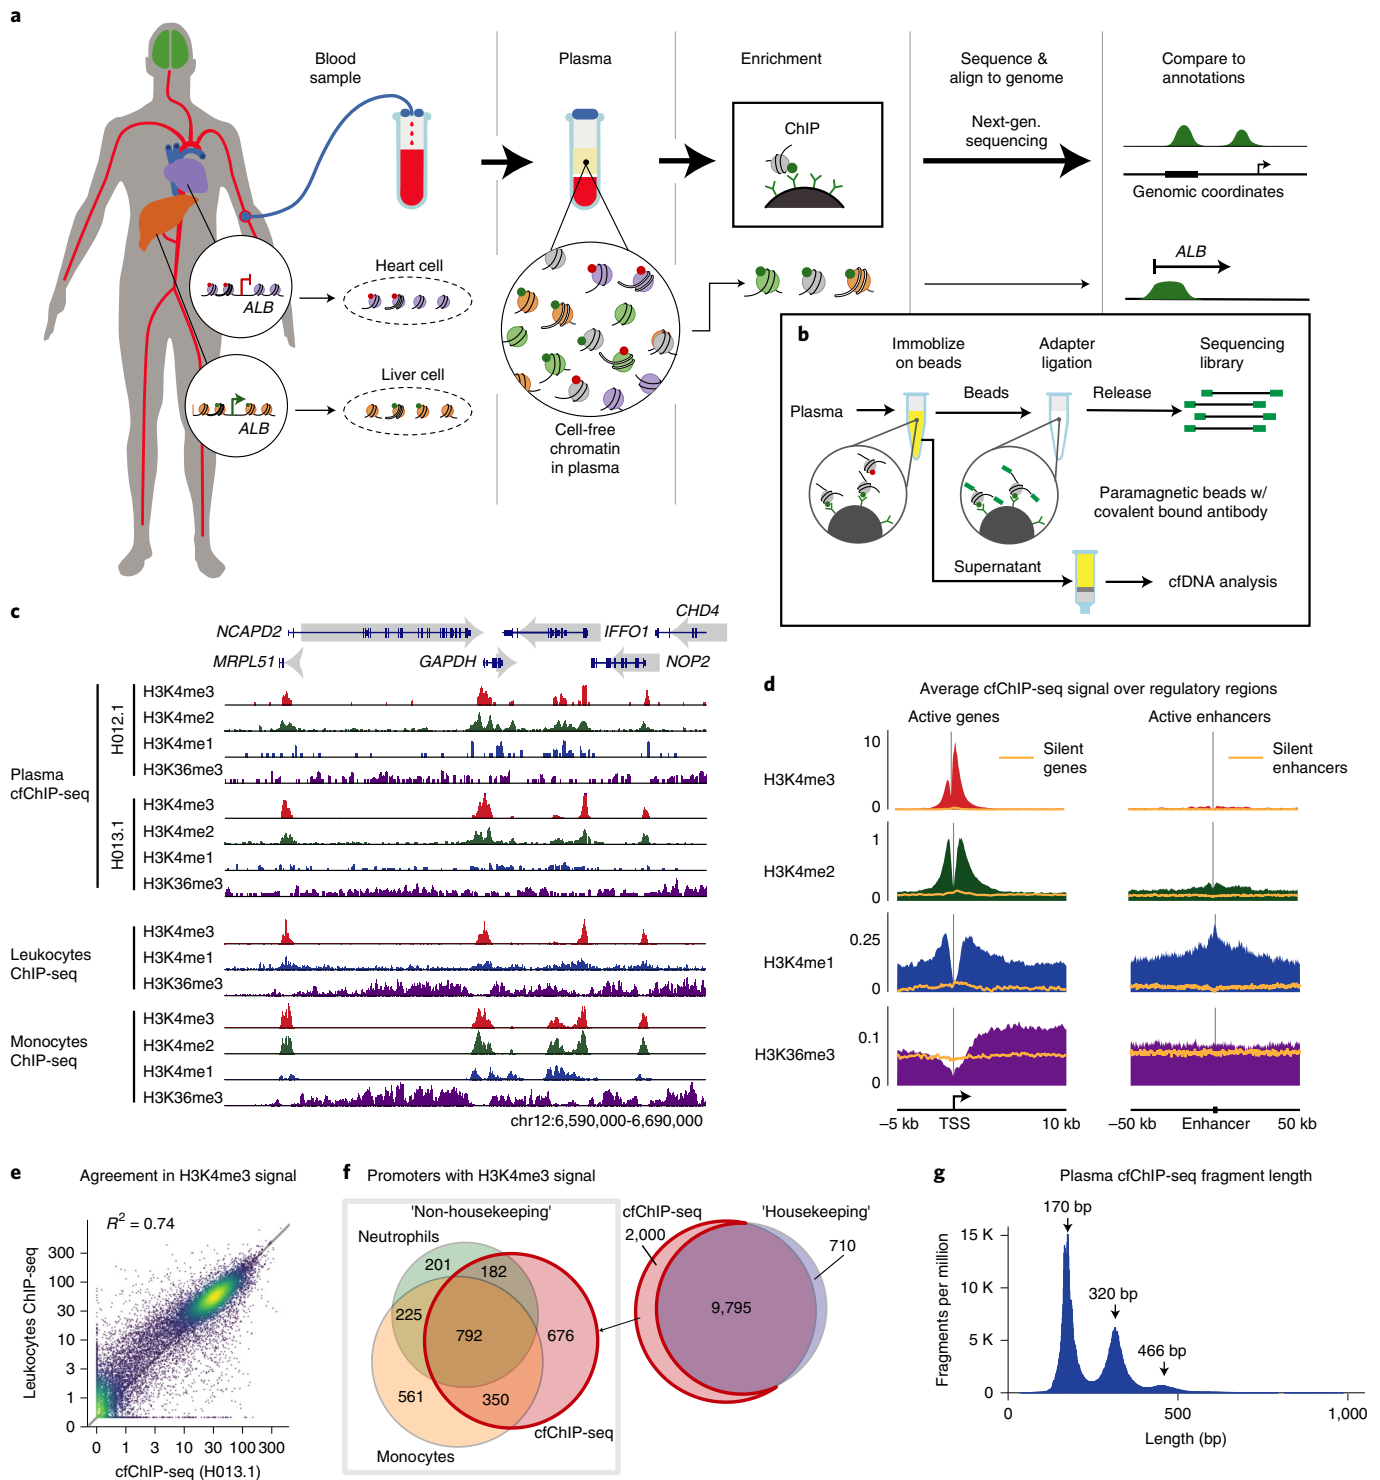 a
Blood
sample
Plasma
Enrichment
Sequence &
align to genome
Compare to
annotations
ChIP
Next-gen.
sequencing
Genomic coordinates
ALB
Heart cell
ALB
Liver cell
ALB
Cell-free
chromatin
in plasma
b
Immoblize
on beads
Adapter
ligation
Sequencing
library
Plasma
Beads
Release
Paramagnetic beads w/
covalent bound antibody
Supernatant
cfDNA analysis
c
CHD4
NCAPD2
IFFO1
MRPL51
GAPDH
NOP2
Plasma
cfChIP-seq
H012.1
H3K4me3
H3K4me2
H3K4me1
H3K36me3
H013.1
H3K4me3
H3K4me2
H3K4me1
H3K36me3
Leukocytes
ChIP-seq
H3K4me3
H3K4me1
H3K36me3
Monocytes
ChIP-seq
H3K4me3
H3K4me2
H3K4me1
H3K36me3
chr12:6,590,000-6,690,000
d
Average cfChIP-seq signal over regulatory regions
Active genes
Active enhancers
Silent
genes
Silent
enhancers
H3K4me3
10
0
H3K4me2
1
0
H3K4me1
0.25
0
H3K36me3
0.1
0
–5 kb TSS 10 kb
–50 kb Enhancer 50 kb
e
Agreement in H3K4me3 signal
R² = 0.74
Leukocytes ChIP-seq
300
100
30
10
3
1
0
0 1 3 10 30 100 300
cfChIP-seq (H013.1)
f
Promoters with H3K4me3 signal
'Non-housekeeping'
Neutrophils
201
182
225
792
676
561
350
Monocytes
cfChIP-seq
cfChIP-seq
2,000
'Housekeeping'
710
9,795
g
Plasma cfChIP-seq fragment length
170 bp
320 bp
466 bp
Fragments per million
15 K
10 K
5 K
0
0 500 1,000
Length (bp)